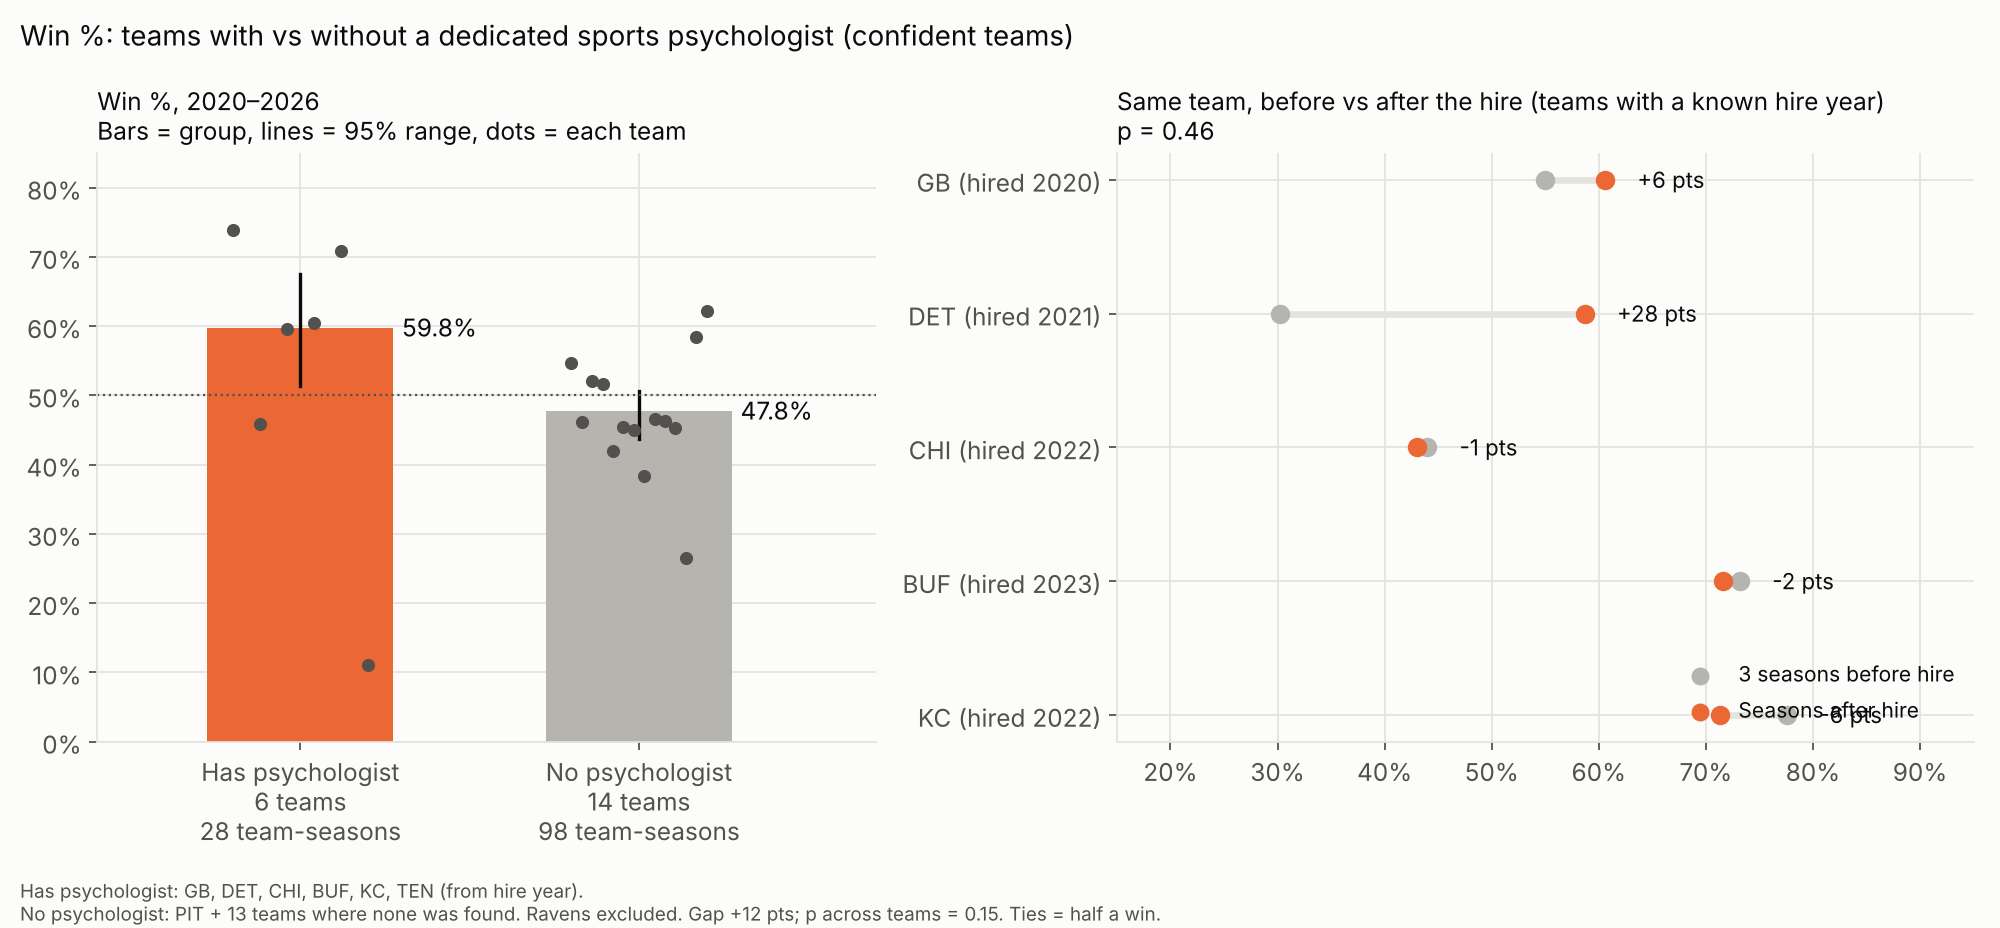 Win %: teams with vs without a dedicated sports psychologist (confident teams)
Win %, 2020–2026
Bars = group, lines = 95% range, dots = each team
80%
70%
60%
50%
40%
30%
20%
10%
0%
59.8%
47.8%
Has psychologist
6 teams
28 team-seasons
No psychologist
14 teams
98 team-seasons
Same team, before vs after the hire (teams with a known hire year)
p = 0.46
GB (hired 2020)
+6 pts
DET (hired 2021)
+28 pts
CHI (hired 2022)
-1 pts
BUF (hired 2023)
-2 pts
3 seasons before hire
KC (hired 2022)
Seasons after hire
-6 pts
20%
30%
40%
50%
60%
70%
80%
90%
Has psychologist: GB, DET, CHI, BUF, KC, TEN (from hire year).
No psychologist: PIT + 13 teams where none was found. Ravens excluded. Gap +12 pts; p across teams = 0.15. Ties = half a win.